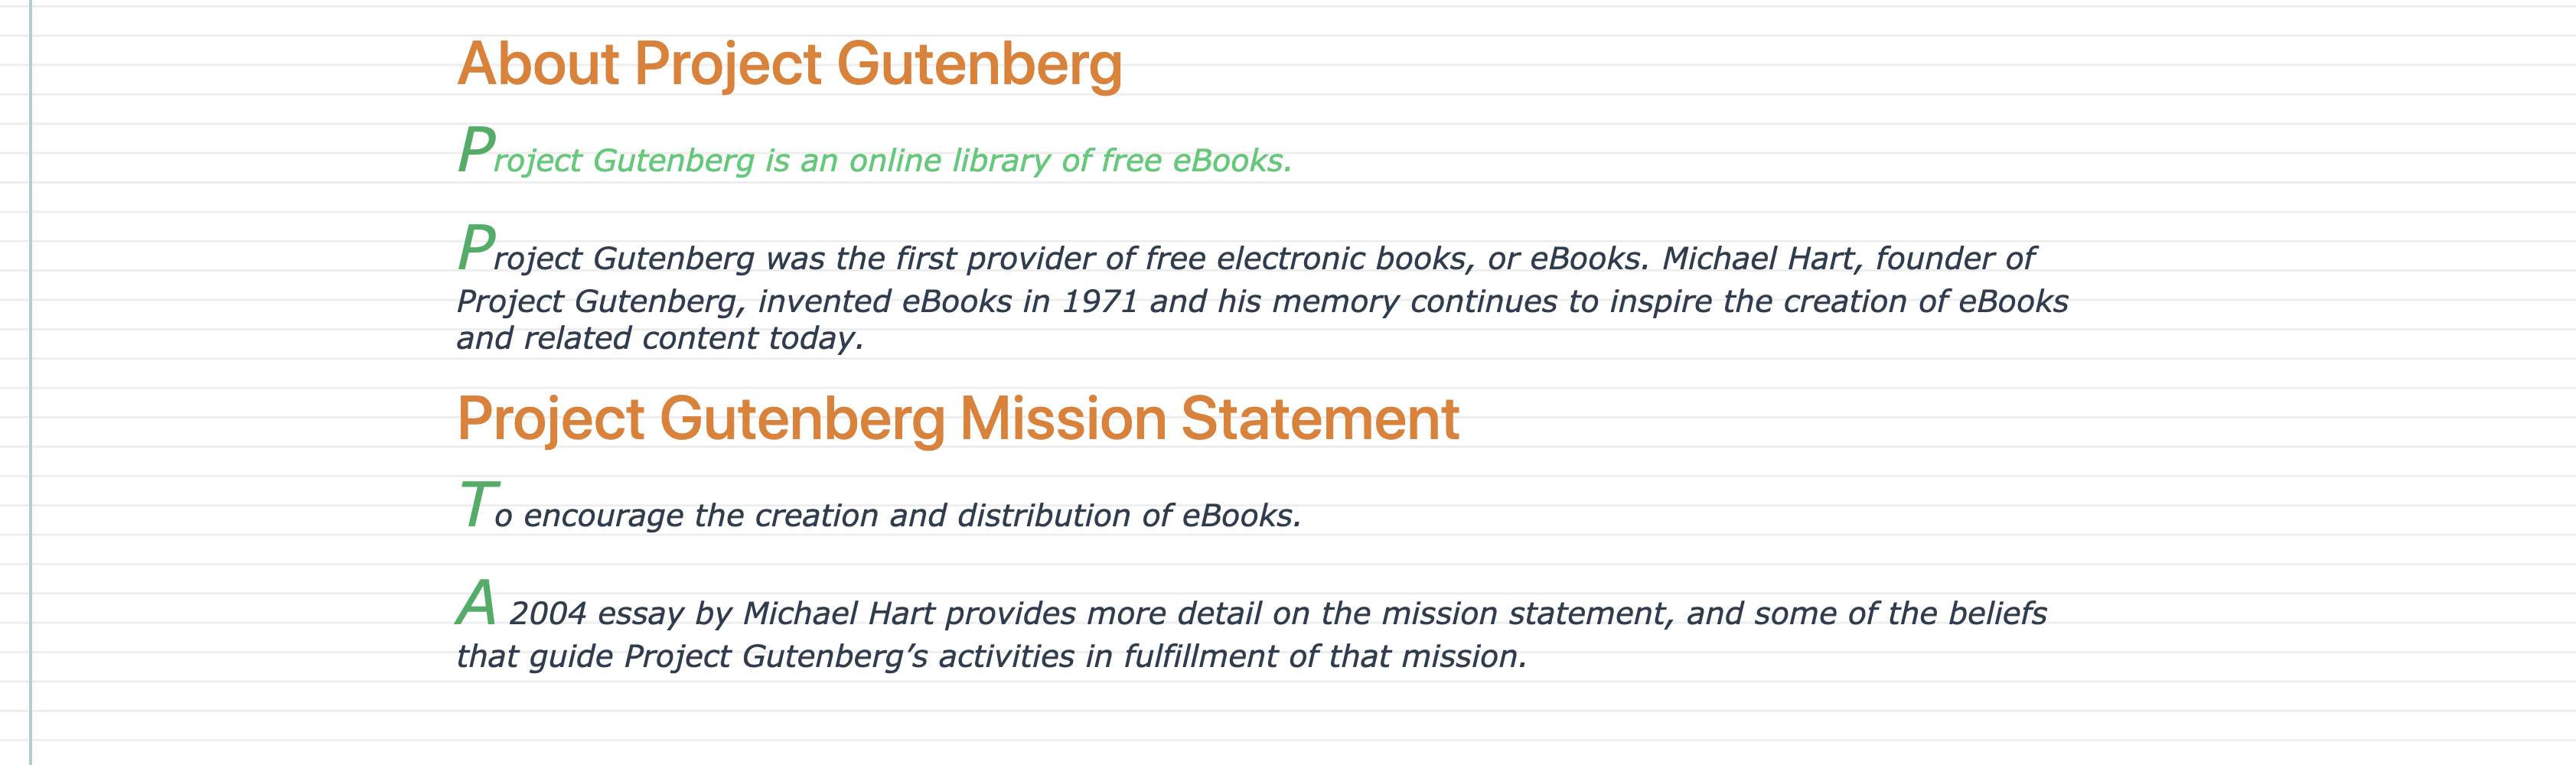 About Project Gutenberg
Project Gutenberg is an online library of free eBooks.
Project Gutenberg was the first provider of free electronic books, or eBooks. Michael Hart, founder of
Project Gutenberg, invented eBooks in 1971 and his memory continues to inspire the creation of eBooks
and related content today.
Project Gutenberg Mission Statement
To encourage the creation and distribution of eBooks.
A 2004 essay by Michael Hart provides more detail on the mission statement, and some of the beliefs
that guide Project Gutenberg’s activities in fulfillment of that mission.